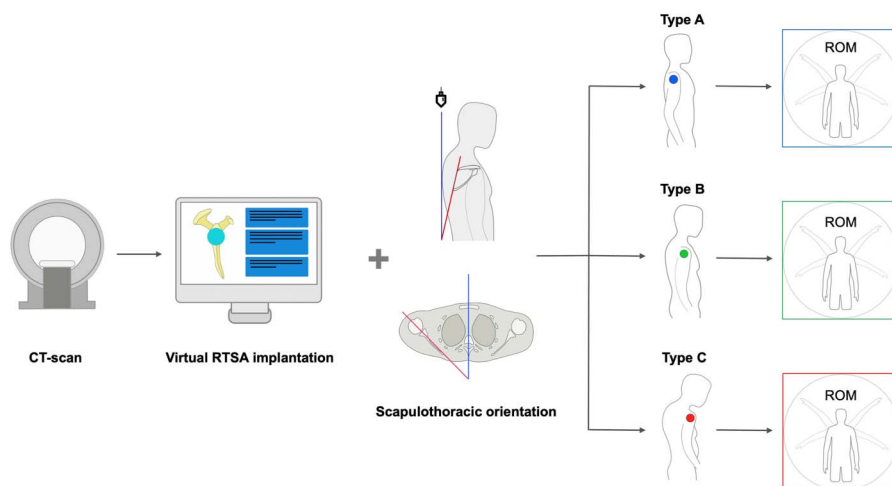 Type A
ROM
Type B
ROM
CT-scan
Virtual RTSA implantation
Scapulothoracic orientation
Type C
ROM